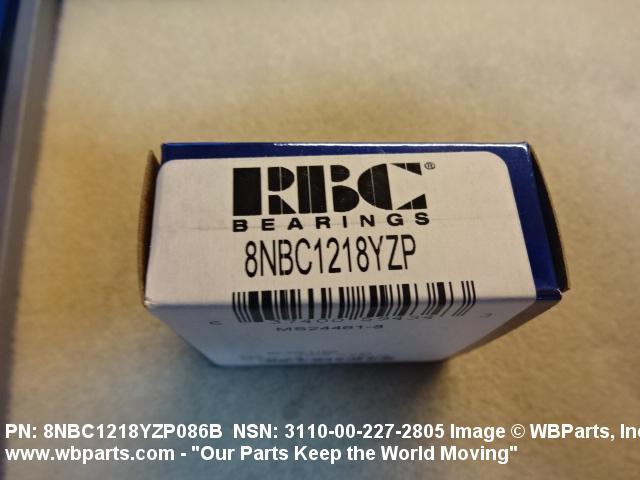 RBC®
BEARINGS
8NBC1218YZP
MS24461-8
PN: 8NBC1218YZP086B NSN: 3110-00-227-2805 Image © WBParts, Inc
www.wbparts.com - "Our Parts Keep the World Moving"